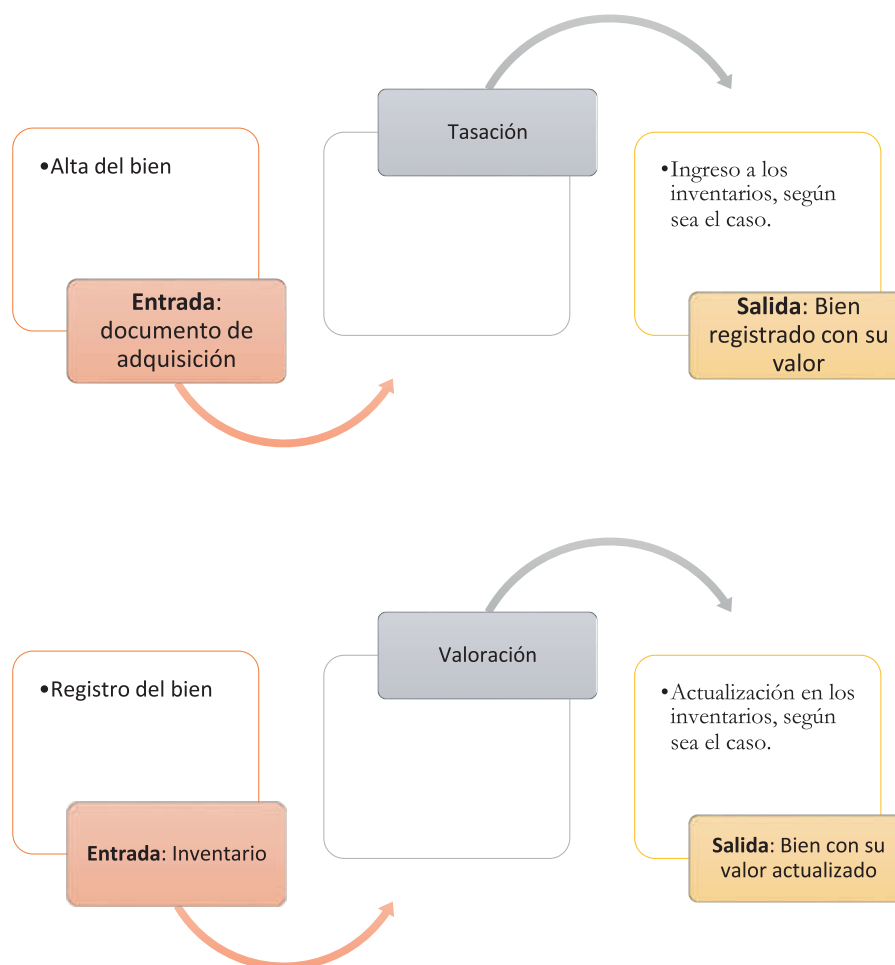 Tasación
•Alta del bien
Entrada:
documento de
adquisición
•Ingreso a los
inventarios, según
sea el caso.
Salida: Bien
registrado con su
valor
Valoración
•Registro del bien
Entrada: Inventario
•Actualización en los
inventarios, según
sea el caso.
Salida: Bien con su
valor actualizado